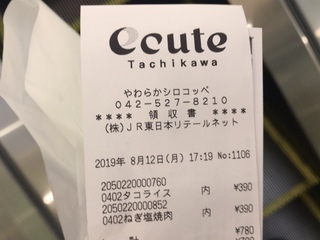 ecute
Tachikawa
やわらかシロコッペ
042-527-8210
**** 領 収 書 ****
(株)JR東日本リテールネット
2019年 8月12日(月) 17:19 No:1106
2050220000760
0402タコライス 内 ¥390
2050220000852
0402ねぎ塩焼肉 内 ¥390
¥780